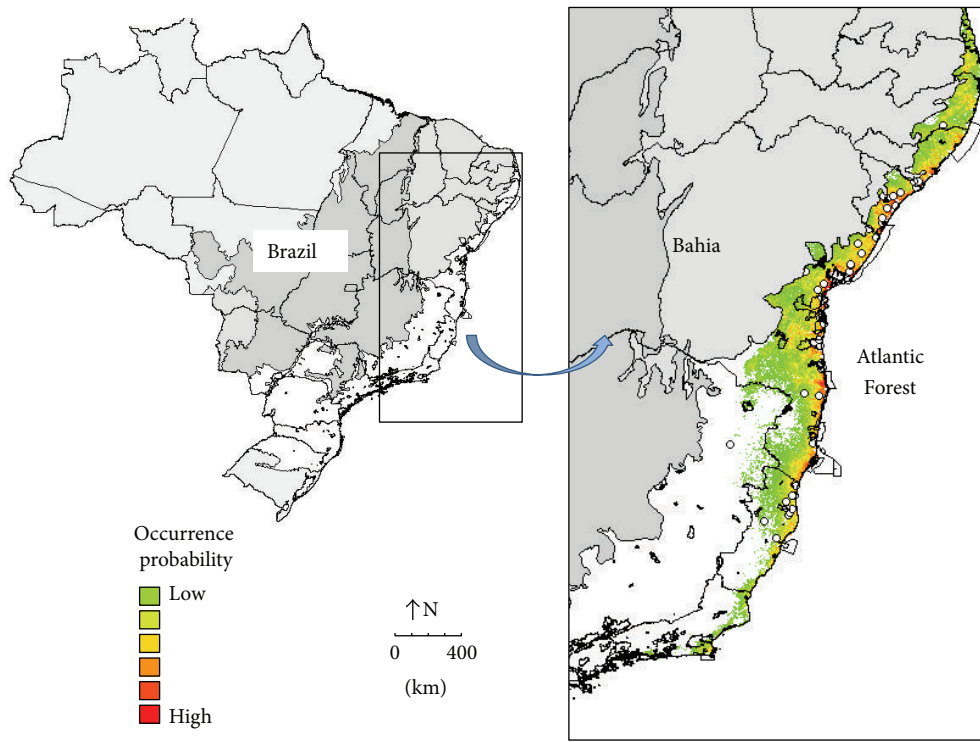 Brazil
Bahia
Atlantic
Forest
Occurrence
probability
Low
High
↑N
0 400
(km)